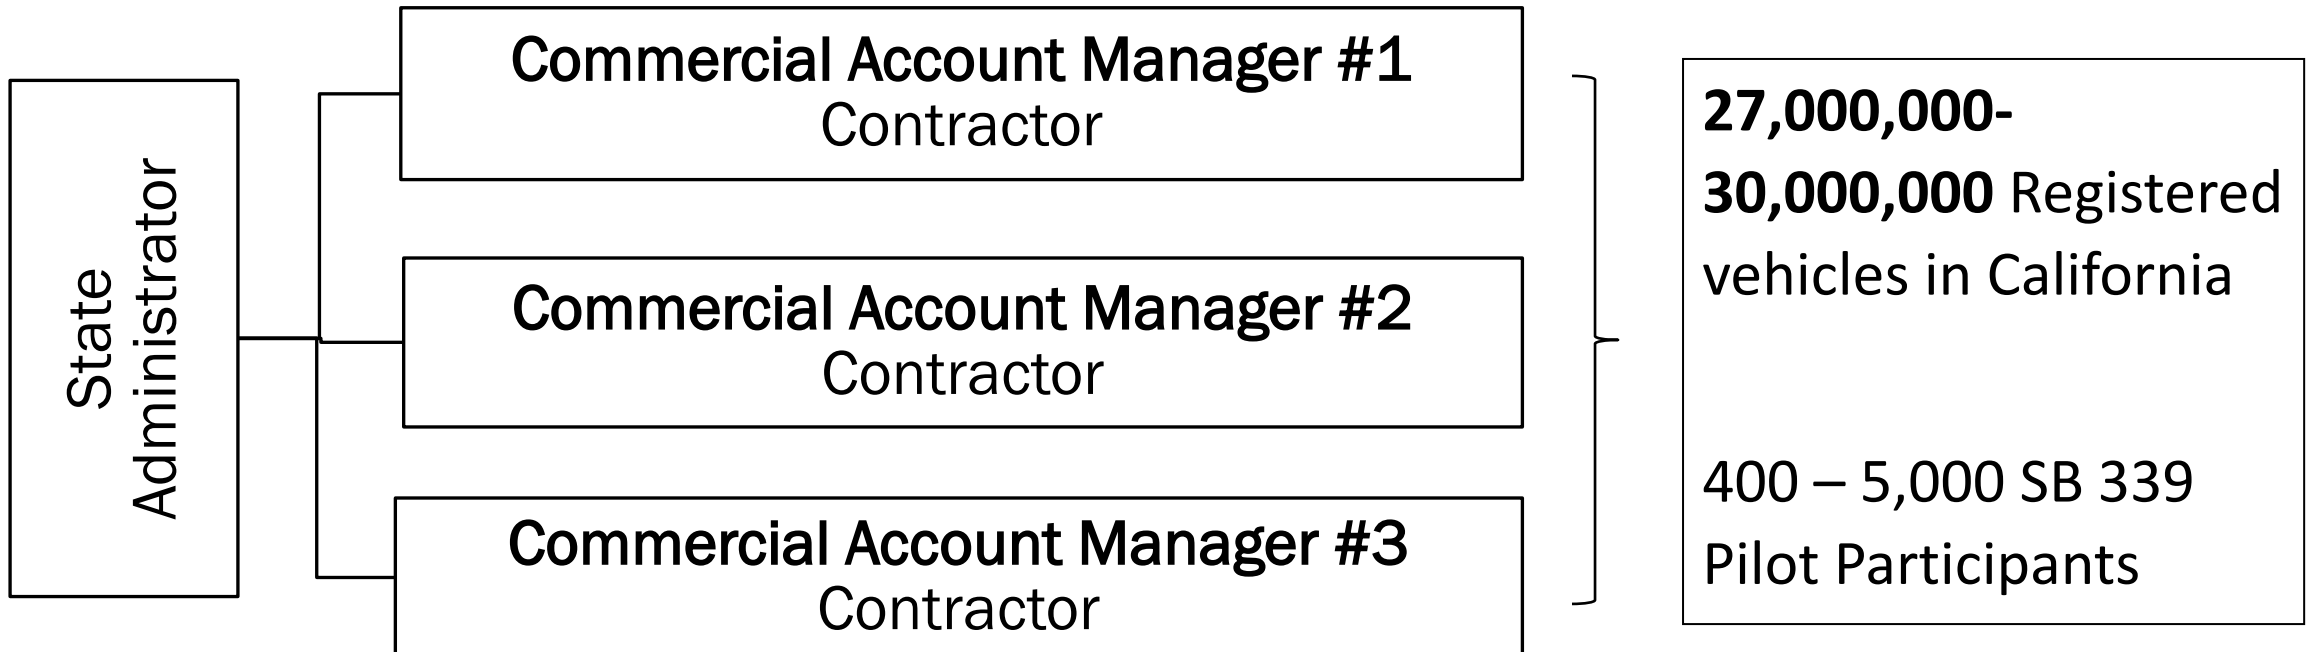 State
Administrator
Commercial Account Manager #1
Contractor
Commercial Account Manager #2
Contractor
Commercial Account Manager #3
Contractor
27,000,000-
30,000,000 Registered
vehicles in California
400 – 5,000 SB 339
Pilot Participants